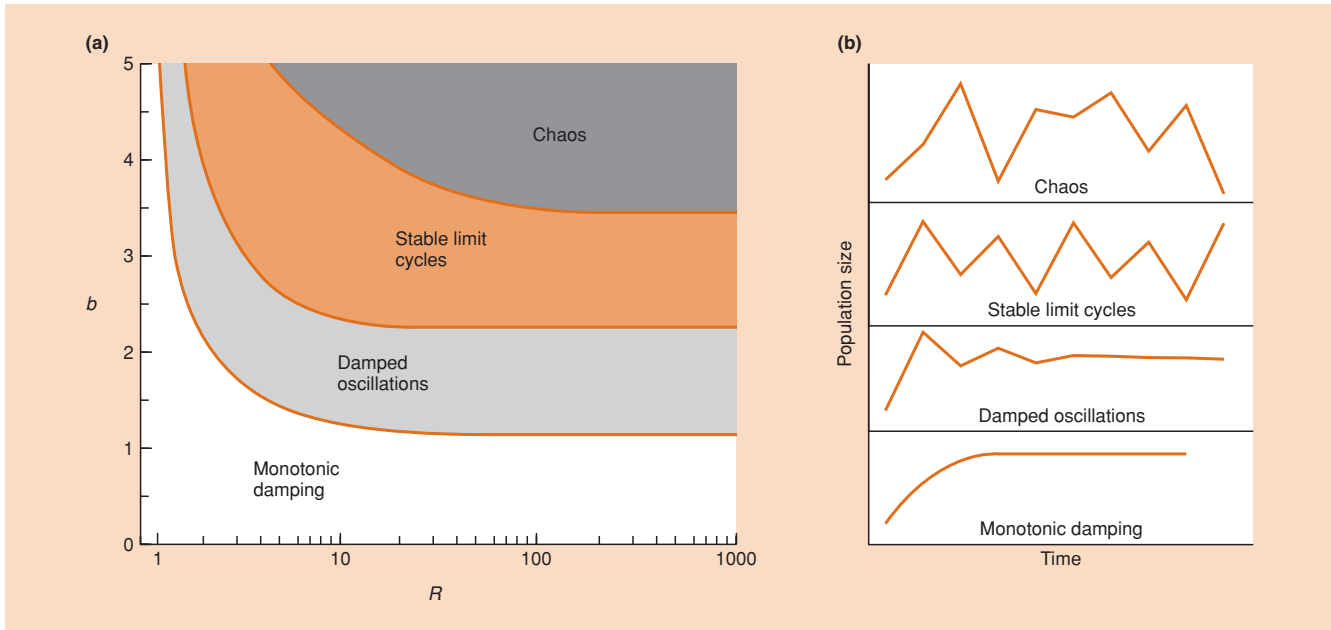 (a)
5
4
3
2
1
0
b
1
10
100
1000
R
Chaos
Stable limit
cycles
Damped
oscillations
Monotonic
damping
(b)
Population size
Chaos
Stable limit cycles
Damped oscillations
Monotonic damping
Time